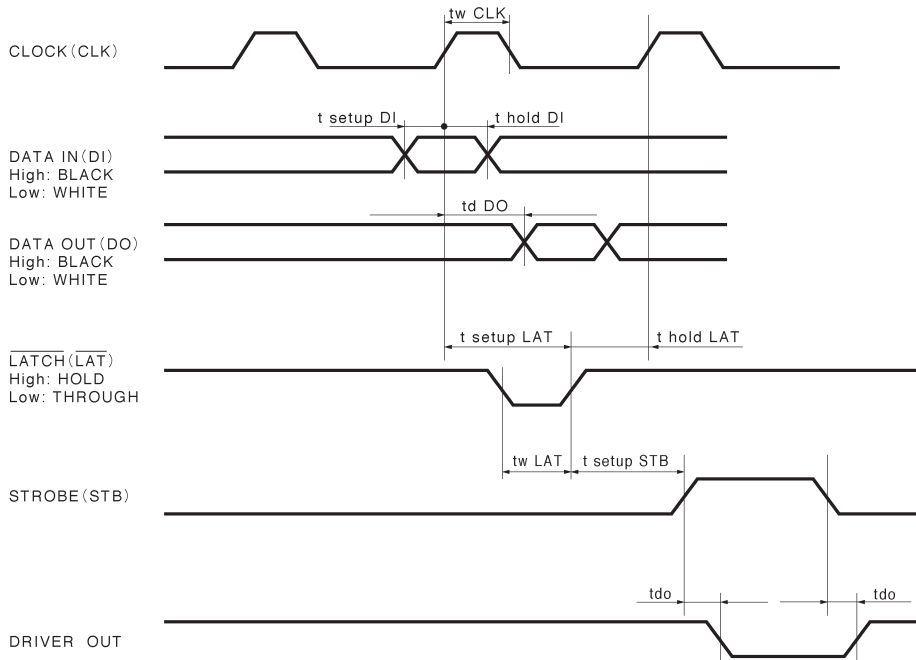 tw CLK
CLOCK(CLK)
t setup DI
t hold DI
DATA IN(DI)
High: BLACK
Low: WHITE
td DO
DATA OUT(DO)
High: BLACK
Low: WHITE
t setup LAT
t hold LAT
LATCH(LAT)
High: HOLD
Low: THROUGH
tw LAT
t setup STB
STROBE(STB)
tdo
tdo
DRIVER OUT